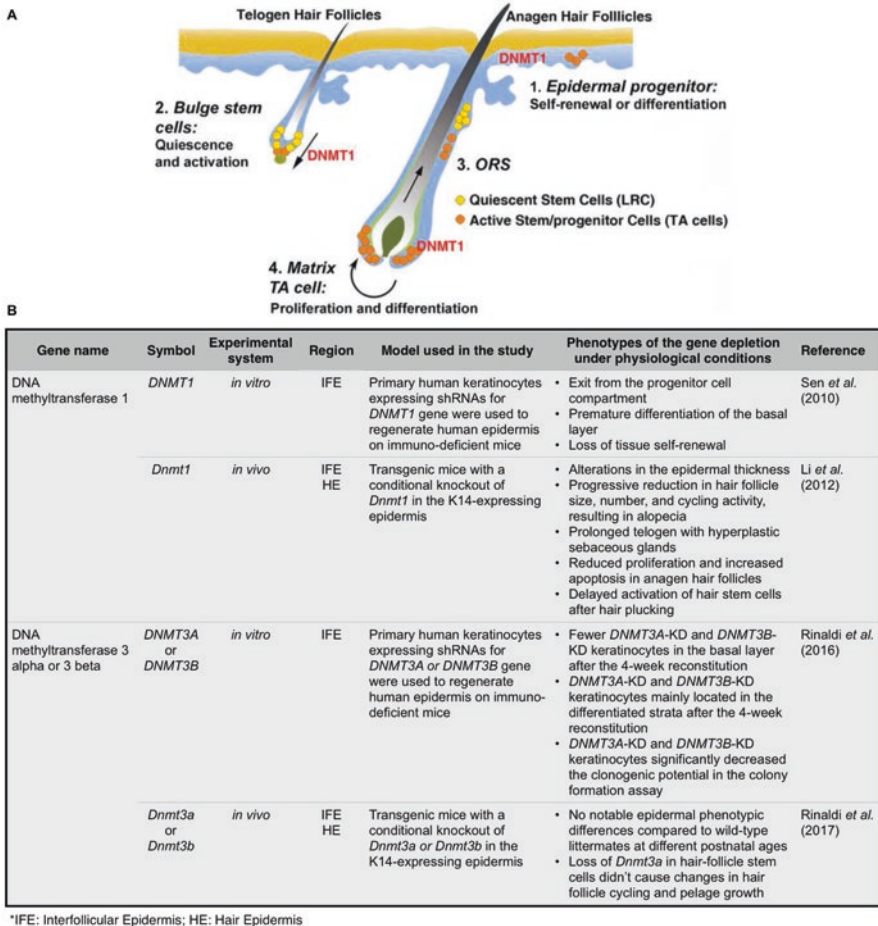 A
Telogen Hair Follicles
Anagen Hair Folllicles
DNMT1
1. Epidermal progenitor:
Self-renewal or differentiation
2. Bulge stem
cells:
Quiescence
and activation
DNMT1
3. ORS
Quiescent Stem Cells (LRC)
Active Stem/progenitor Cells (TA cells)
DNMT1
4. Matrix
TA cell:
Proliferation and differentiation
B
Gene name
Symbol
Experimental
system
Region
Model used in the study
Phenotypes of the gene depletion
under physiological conditions
Reference
DNA
methyltransferase 1
DNMT1
in vitro
IFE
Primary human keratinocytes
expressing shRNAs for
DNMT1 gene were used to
regenerate human epidermis
on immuno-deficient mice
• Exit from the progenitor cell
compartment
• Premature differentiation of the basal
layer
• Loss of tissue self-renewal
Sen et al.
(2010)
Dnmt1
in vivo
IFE
HE
Transgenic mice with a
conditional knockout of
Dnmt1 in the K14-expressing
epidermis
• Alterations in the epidermal thickness
• Progressive reduction in hair follicle
size, number, and cycling activity,
resulting in alopecia
• Prolonged telogen with hyperplastic
sebaceous glands
• Reduced proliferation and increased
apoptosis in anagen hair follicles
• Delayed activation of hair stem cells
after hair plucking
Li et al.
(2012)
DNA
methyltransferase 3
alpha or 3 beta
DNMT3A
or
DNMT3B
in vitro
IFE
Primary human keratinocytes
expressing shRNAs for
DNMT3A or DNMT3B gene
were used to regenerate
human epidermis on immuno-
deficient mice
• Fewer DNMT3A-KD and DNMT3B-
KD keratinocytes in the basal layer
after the 4-week reconstitution
• DNMT3A-KD and DNMT3B-KD
keratinocytes mainly located in the
differentiated strata after the 4-week
reconstitution
• DNMT3A-KD and DNMT3B-KD
keratinocytes significantly decreased
the clonogenic potential in the colony
formation assay
Rinaldi et al.
(2016)
Dnmt3a
or
Dnmt3b
in vivo
IFE
HE
Transgenic mice with a
conditional knockout of
Dnmt3a or Dnmt3b in the
K14-expressing epidermis
• No notable epidermal phenotypic
differences compared to wild-type
littermates at different postnatal ages
• Loss of Dnmt3a in hair-follicle stem
cells didn't cause changes in hair
follicle cycling and pelage growth
Rinaldi et al.
(2017)
*IFE: Interfollicular Epidermis; HE: Hair Epidermis